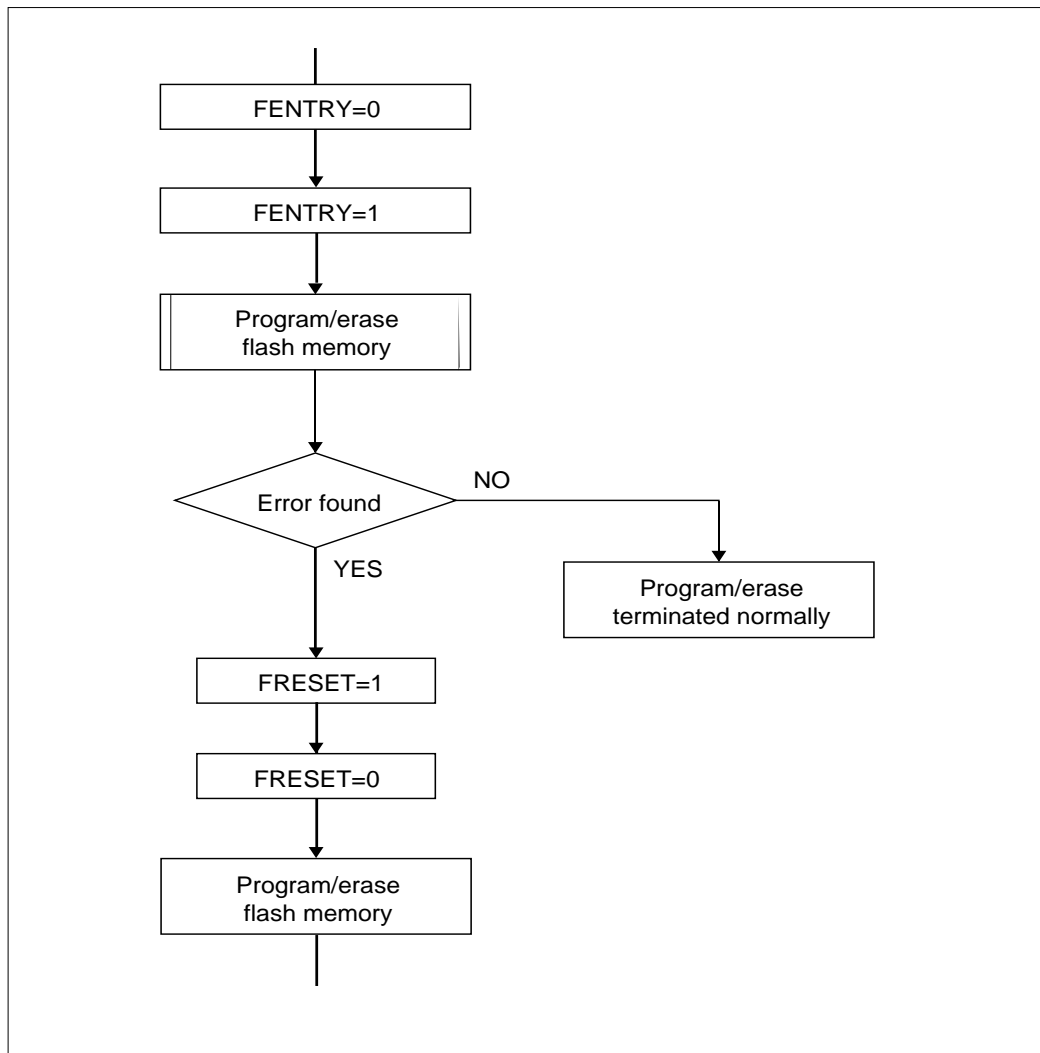 FENTRY=0
FENTRY=1
Program/erase
flash memory
Error found
NO
YES
Program/erase
terminated normally
FRESET=1
FRESET=0
Program/erase
flash memory